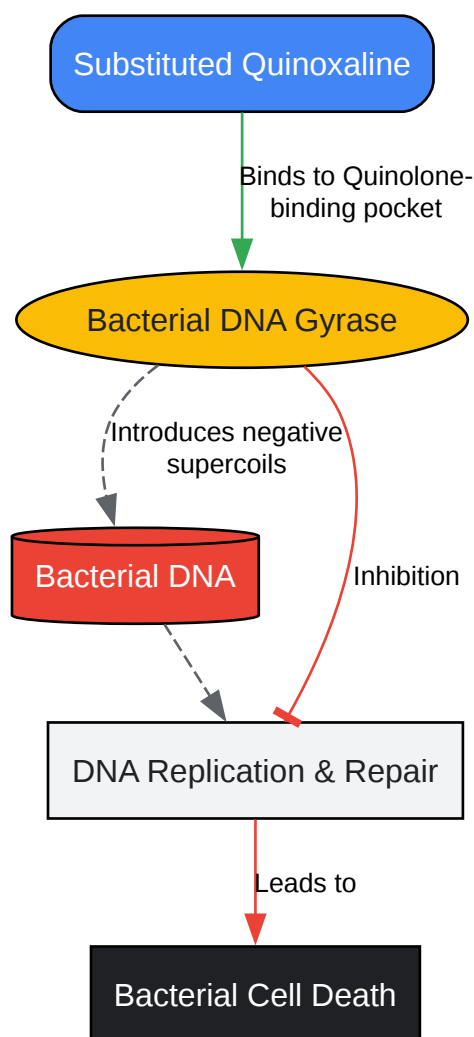 Substituted Quinoxaline
Binds to Quinolone-
binding pocket
Bacterial DNA Gyrase
Introduces negative
supercoils
Bacterial DNA
Inhibition
DNA Replication & Repair
Leads to
Bacterial Cell Death